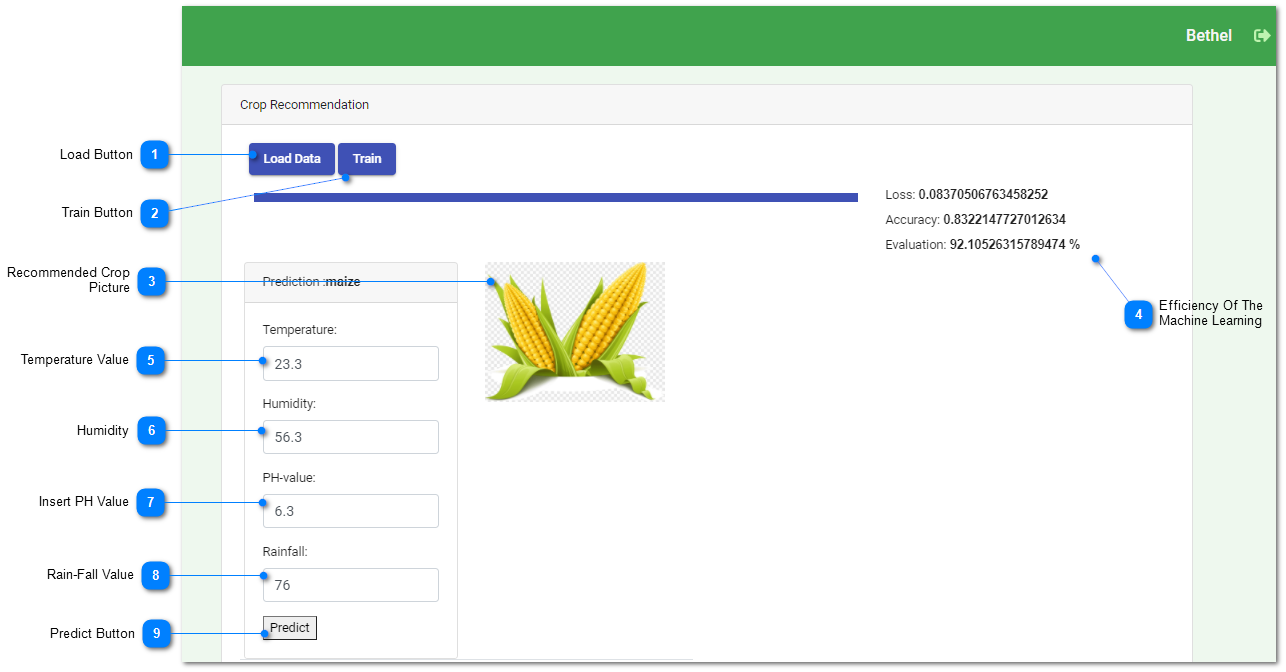 Bethel
Crop Recommendation
Load Button 1
Load Data Train
Train Button 2
Loss: 0.08370506763458252
Accuracy: 0.8322147727012634
Evaluation: 92.10526315789474 %
Recommended Crop
Picture
3
Prediction :maize
4
Efficiency Of The
Machine Learning
Temperature:
Temperature Value 5
23.3
Humidity:
Humidity 6
56.3
PH-value:
Insert PH Value 7
6.3
Rainfall:
Rain-Fall Value 8
76
Predict Button 9
Predict